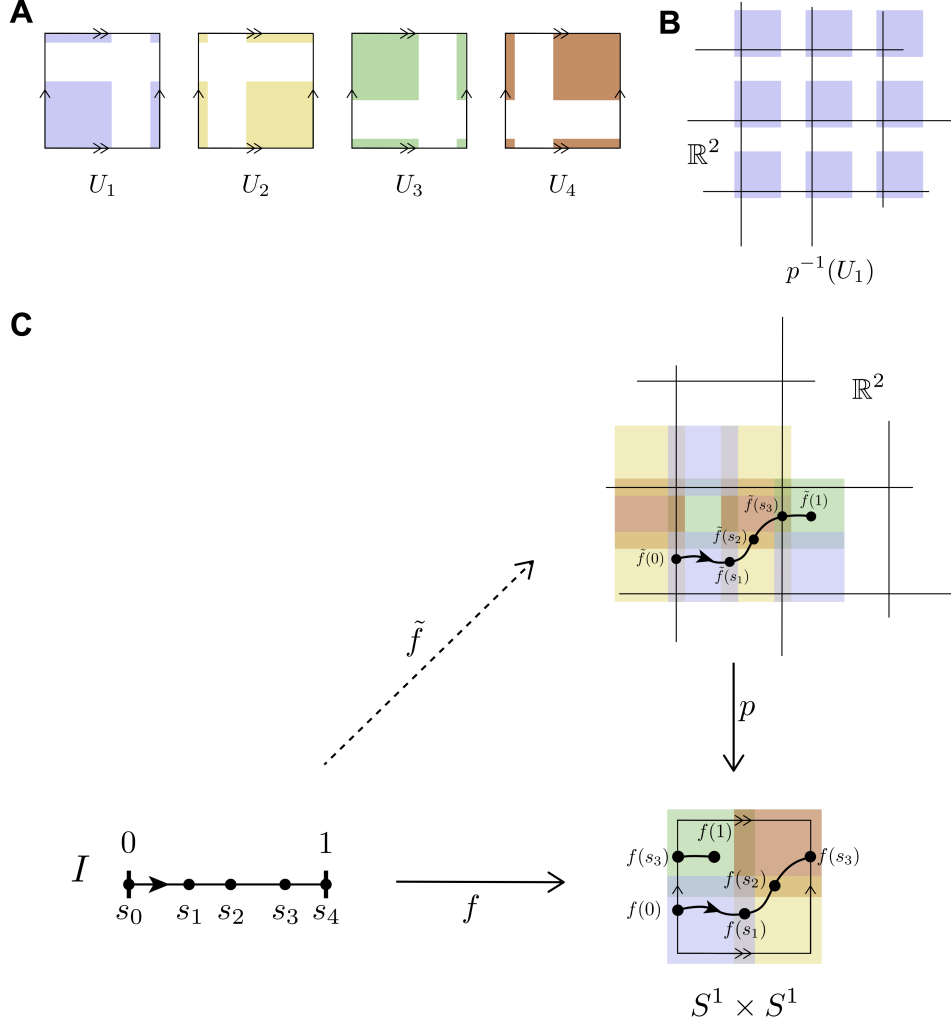 A
U₁
U₂
U₃
U₄
B
ℝ²
p⁻¹(U₁)
C
ℝ²
f̃(s₃)
f̃(1)
f̃(s₂)
f̃(0)
f̃(s₁)
f̃
p
0
1
I
s₀
s₁
s₂
s₃
s₄
f
f(1)
f(s₃)
f(s₃)
f(s₂)
f(0)
f(s₁)
S¹ × S¹